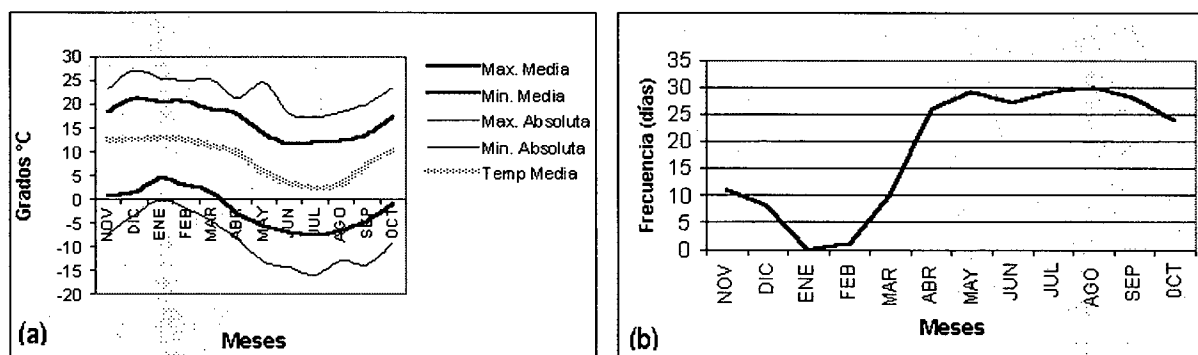 30
25
20
15
10
5
0
-5
-10
-15
-20
Grados °C
NOV
DIC
ENE
FEB
MAR
ABR
MAY
JUN
JUL
AGO
SEP
OCT
Meses
(a)
Max. Media
Min. Media
Max. Absoluta
Min. Absoluta
Temp Media
35
30
25
20
15
10
5
0
Frecuencia (días)
NOV
DIC
ENE
FEB
MAR
ABR
MAY
JUN
JUL
AGO
SEP
OCT
Meses
(b)